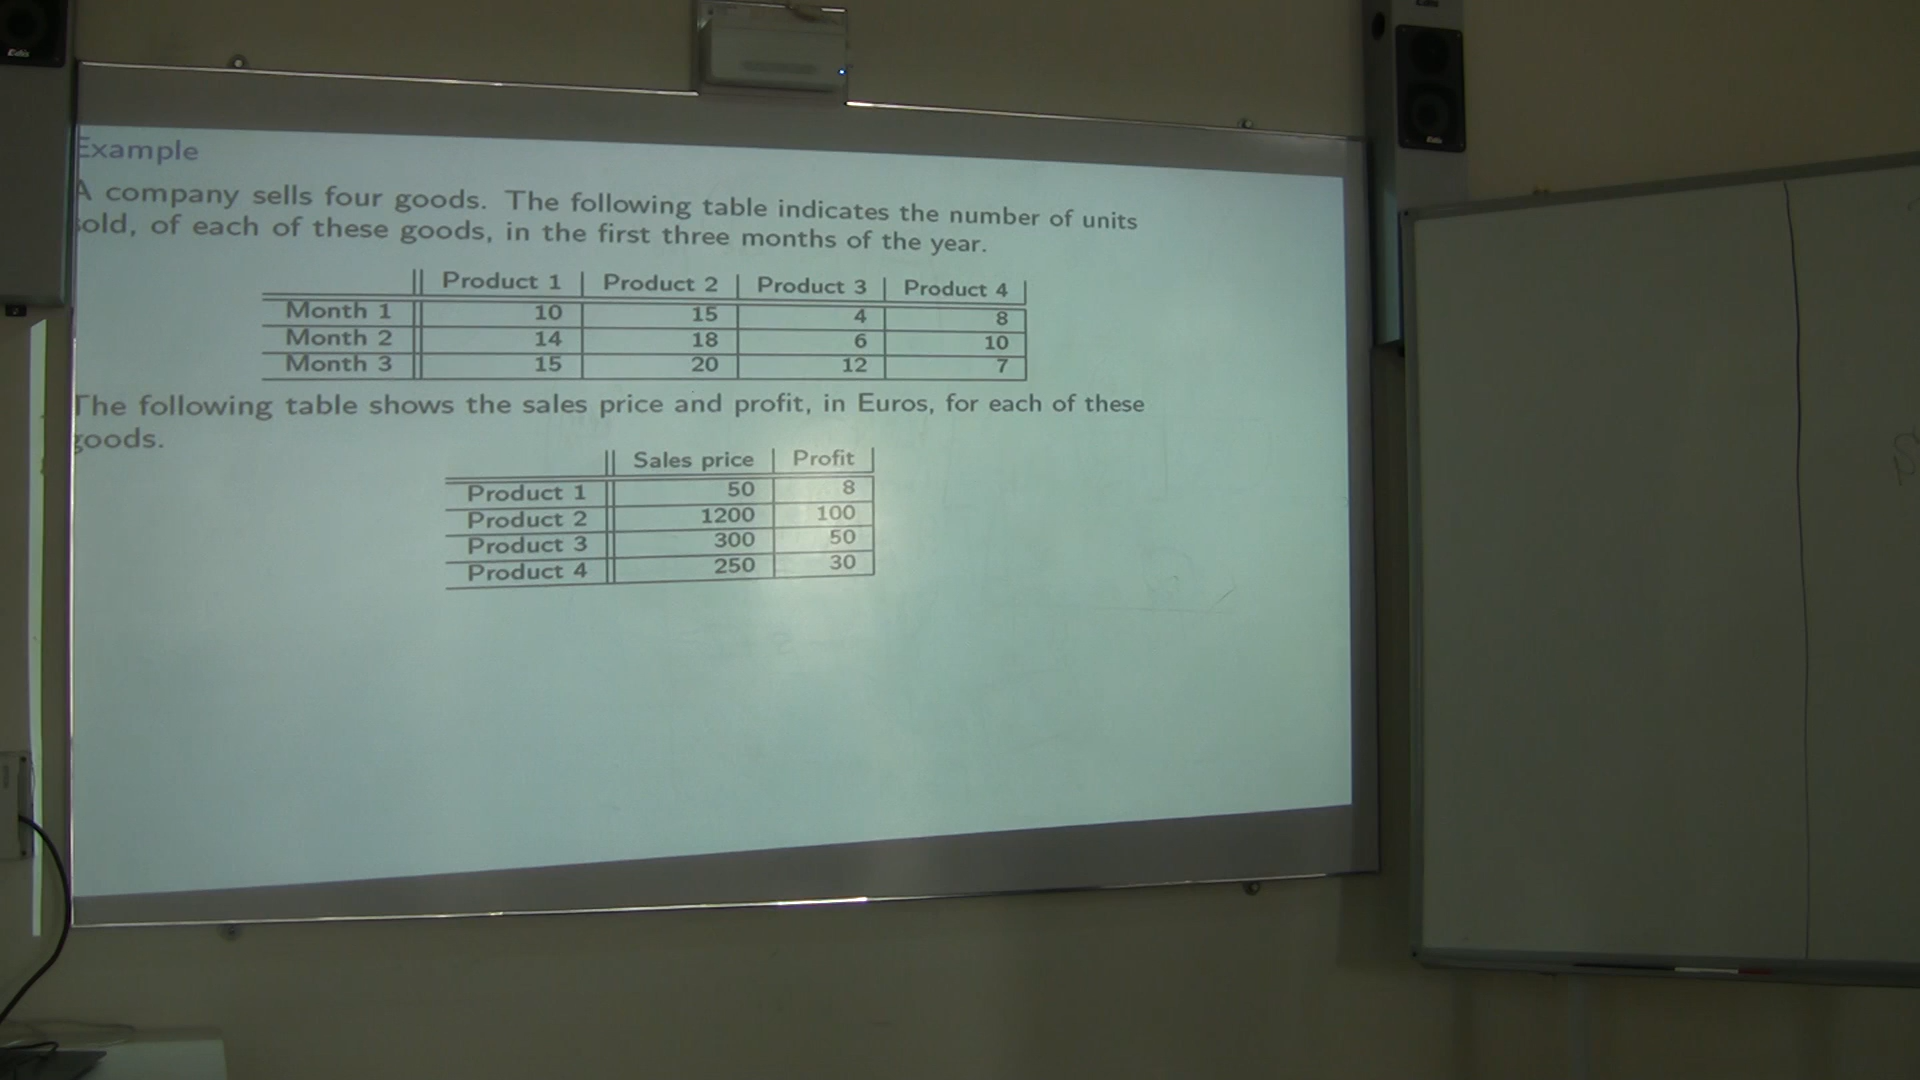 Example
A company sells four goods. The following table indicates the number of units
sold, of each of these goods, in the first three months of the year.
Product 1 Product 2 Product 3 Product 4
Month 1 10 15 4 8
Month 2 14 18 6 10
Month 3 15 20 12 7
The following table shows the sales price and profit, in Euros, for each of these
goods.
Sales price Profit
Product 1 50 8
Product 2 1200 100
Product 3 300 50
Product 4 250 30